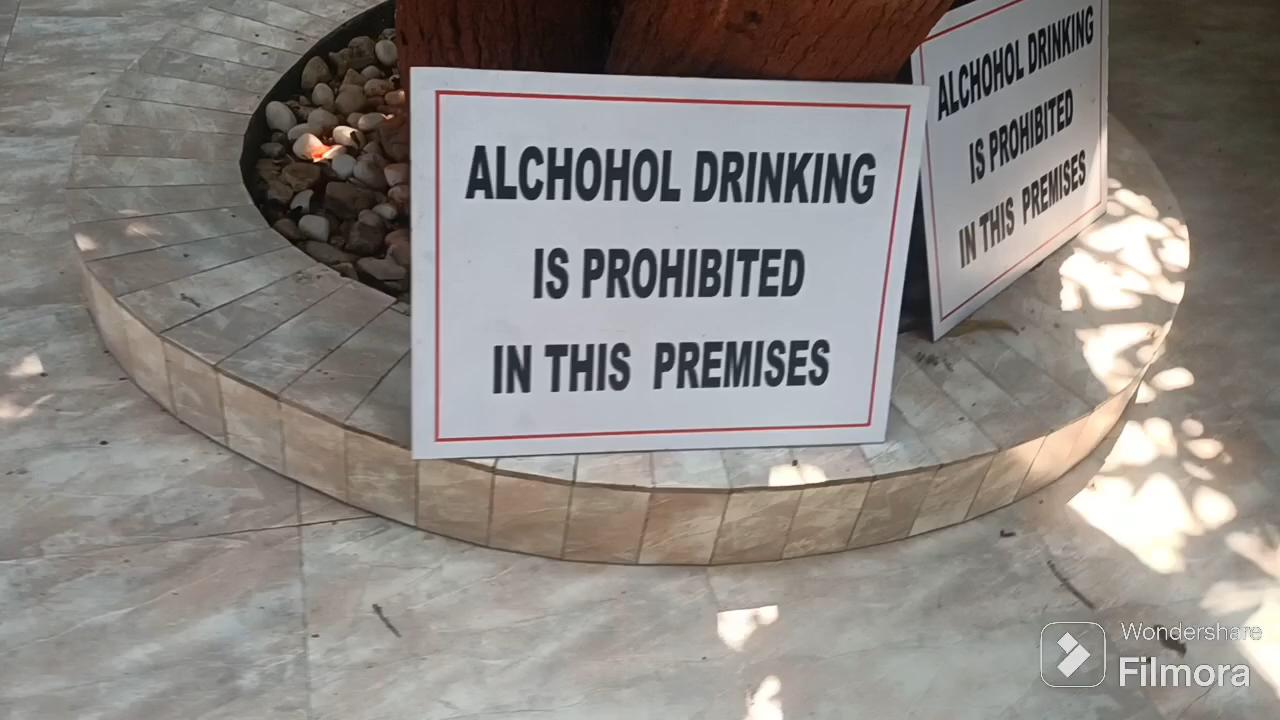 ALCHOHOL DRINKING
IS PROHIBITED
IN THIS PREMISES
ALCHOHOL DRINKING
IS PROHIBITED
IN THIS PREMISES
Wondershare
Filmora